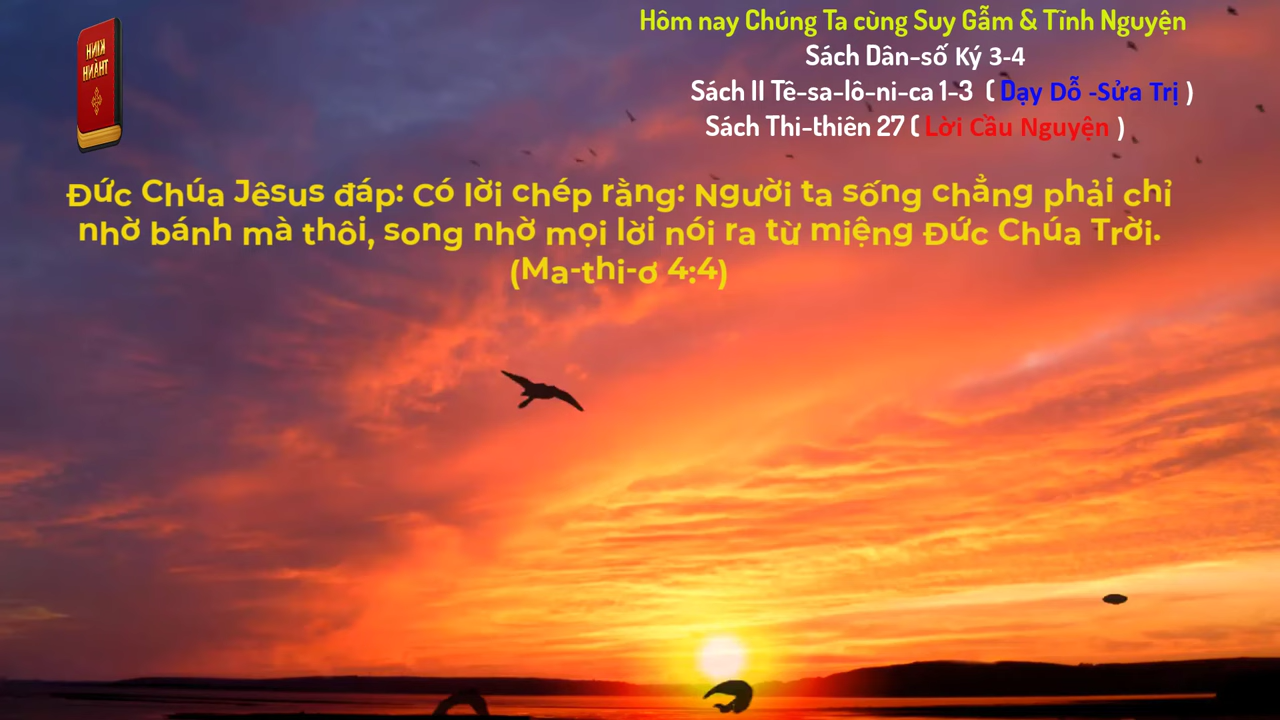 KINH
THÁNH
Hôm nay Chúng Ta cùng Suy Gẫm & Tĩnh Nguyện
Sách Dân-số Ký 3-4
Sách II Tê-sa-lô-ni-ca 1-3 ( Dạy Dỗ -Sửa Trị )
Sách Thi-thiên 27 ( Lời Cầu Nguyện )
Đức Chúa Jêsus đáp: Có lời chép rằng: Người ta sống chẳng phải chỉ
nhờ bánh mà thôi, song nhờ mọi lời nói ra từ miệng Đức Chúa Trời.
(Ma-thi-ơ 4:4)